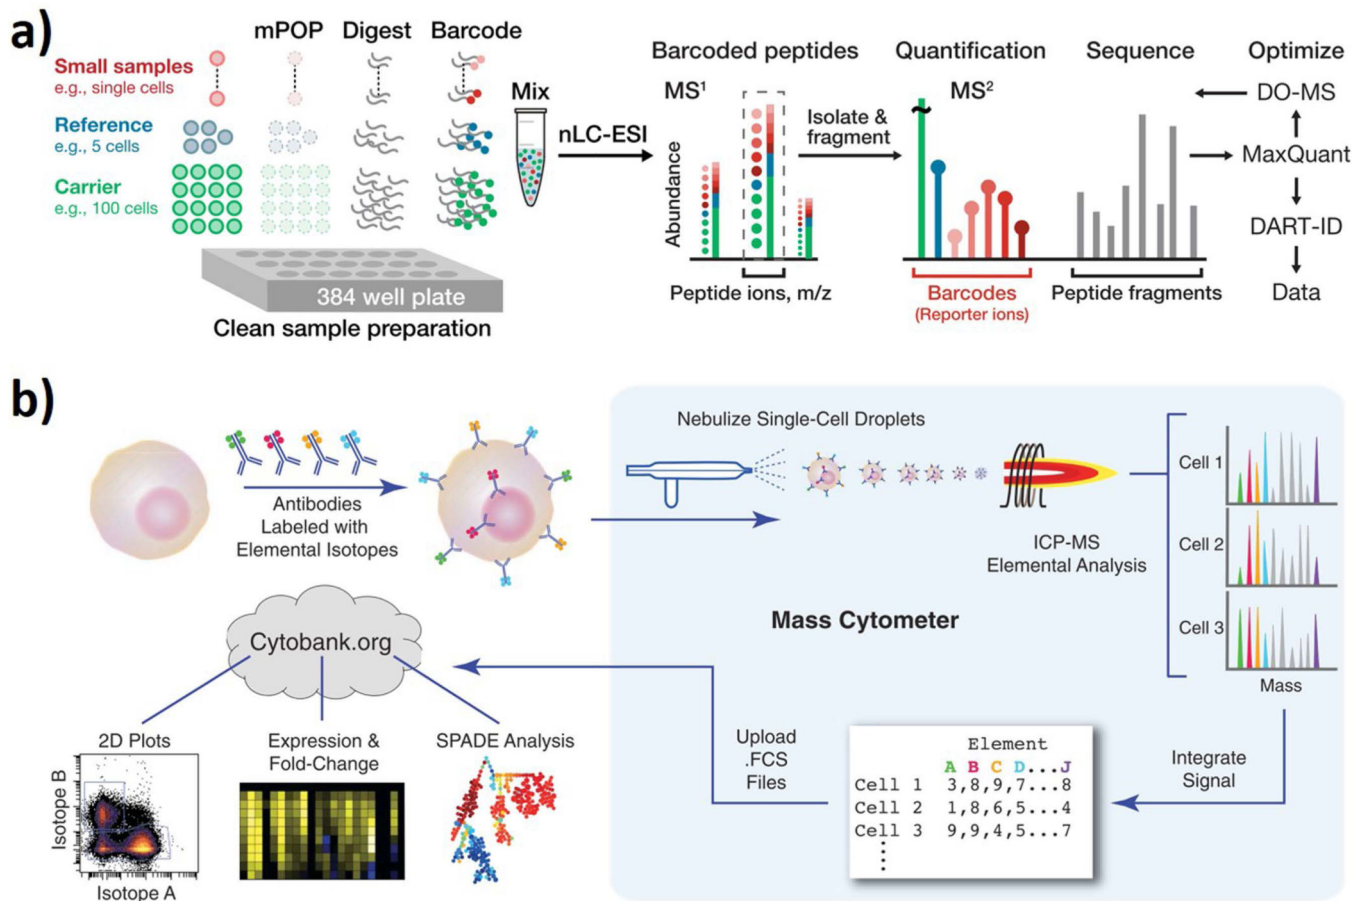 a)
mPOP Digest Barcode
Small samples
e.g., single cells
Reference
e.g., 5 cells
Carrier
e.g., 100 cells
384 well plate
Clean sample preparation
Mix
nLC-ESI
Barcoded peptides
MS¹
Abundance
Peptide ions, m/z
Isolate &
fragment
Quantification
MS²
Barcodes
(Reporter ions)
Sequence
Peptide fragments
Optimize
DO-MS
MaxQuant
DART-ID
Data
b)
Antibodies
Labeled with
Elemental Isotopes
Nebulize Single-Cell Droplets
ICP-MS
Elemental Analysis
Cell 1
Cell 2
Cell 3
Mass
Mass Cytometer
Integrate
Signal
Element
A B C D...J
Cell 1 3,8,9,7...8
Cell 2 1,8,6,5...4
Cell 3 9,9,4,5...7
Upload
.FCS
Files
Cytobank.org
2D Plots
Isotope B
Isotope A
Expression &
Fold-Change
SPADE Analysis